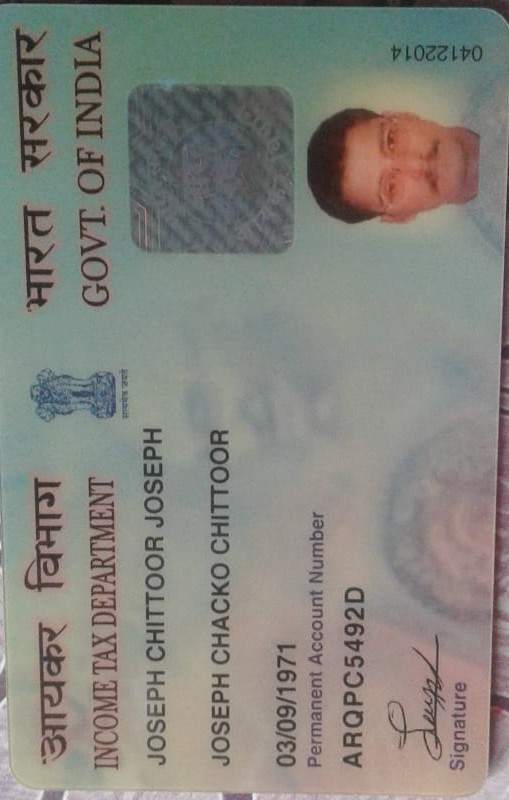 आयकर विभाग
INCOME TAX DEPARTMENT
सत्यमेव जयते
भारत सरकार
GOVT. OF INDIA
JOSEPH CHITTOOR JOSEPH
JOSEPH CHACKO CHITTOOR
03/09/1971
Permanent Account Number
ARQPC5492D
Signature
04122014